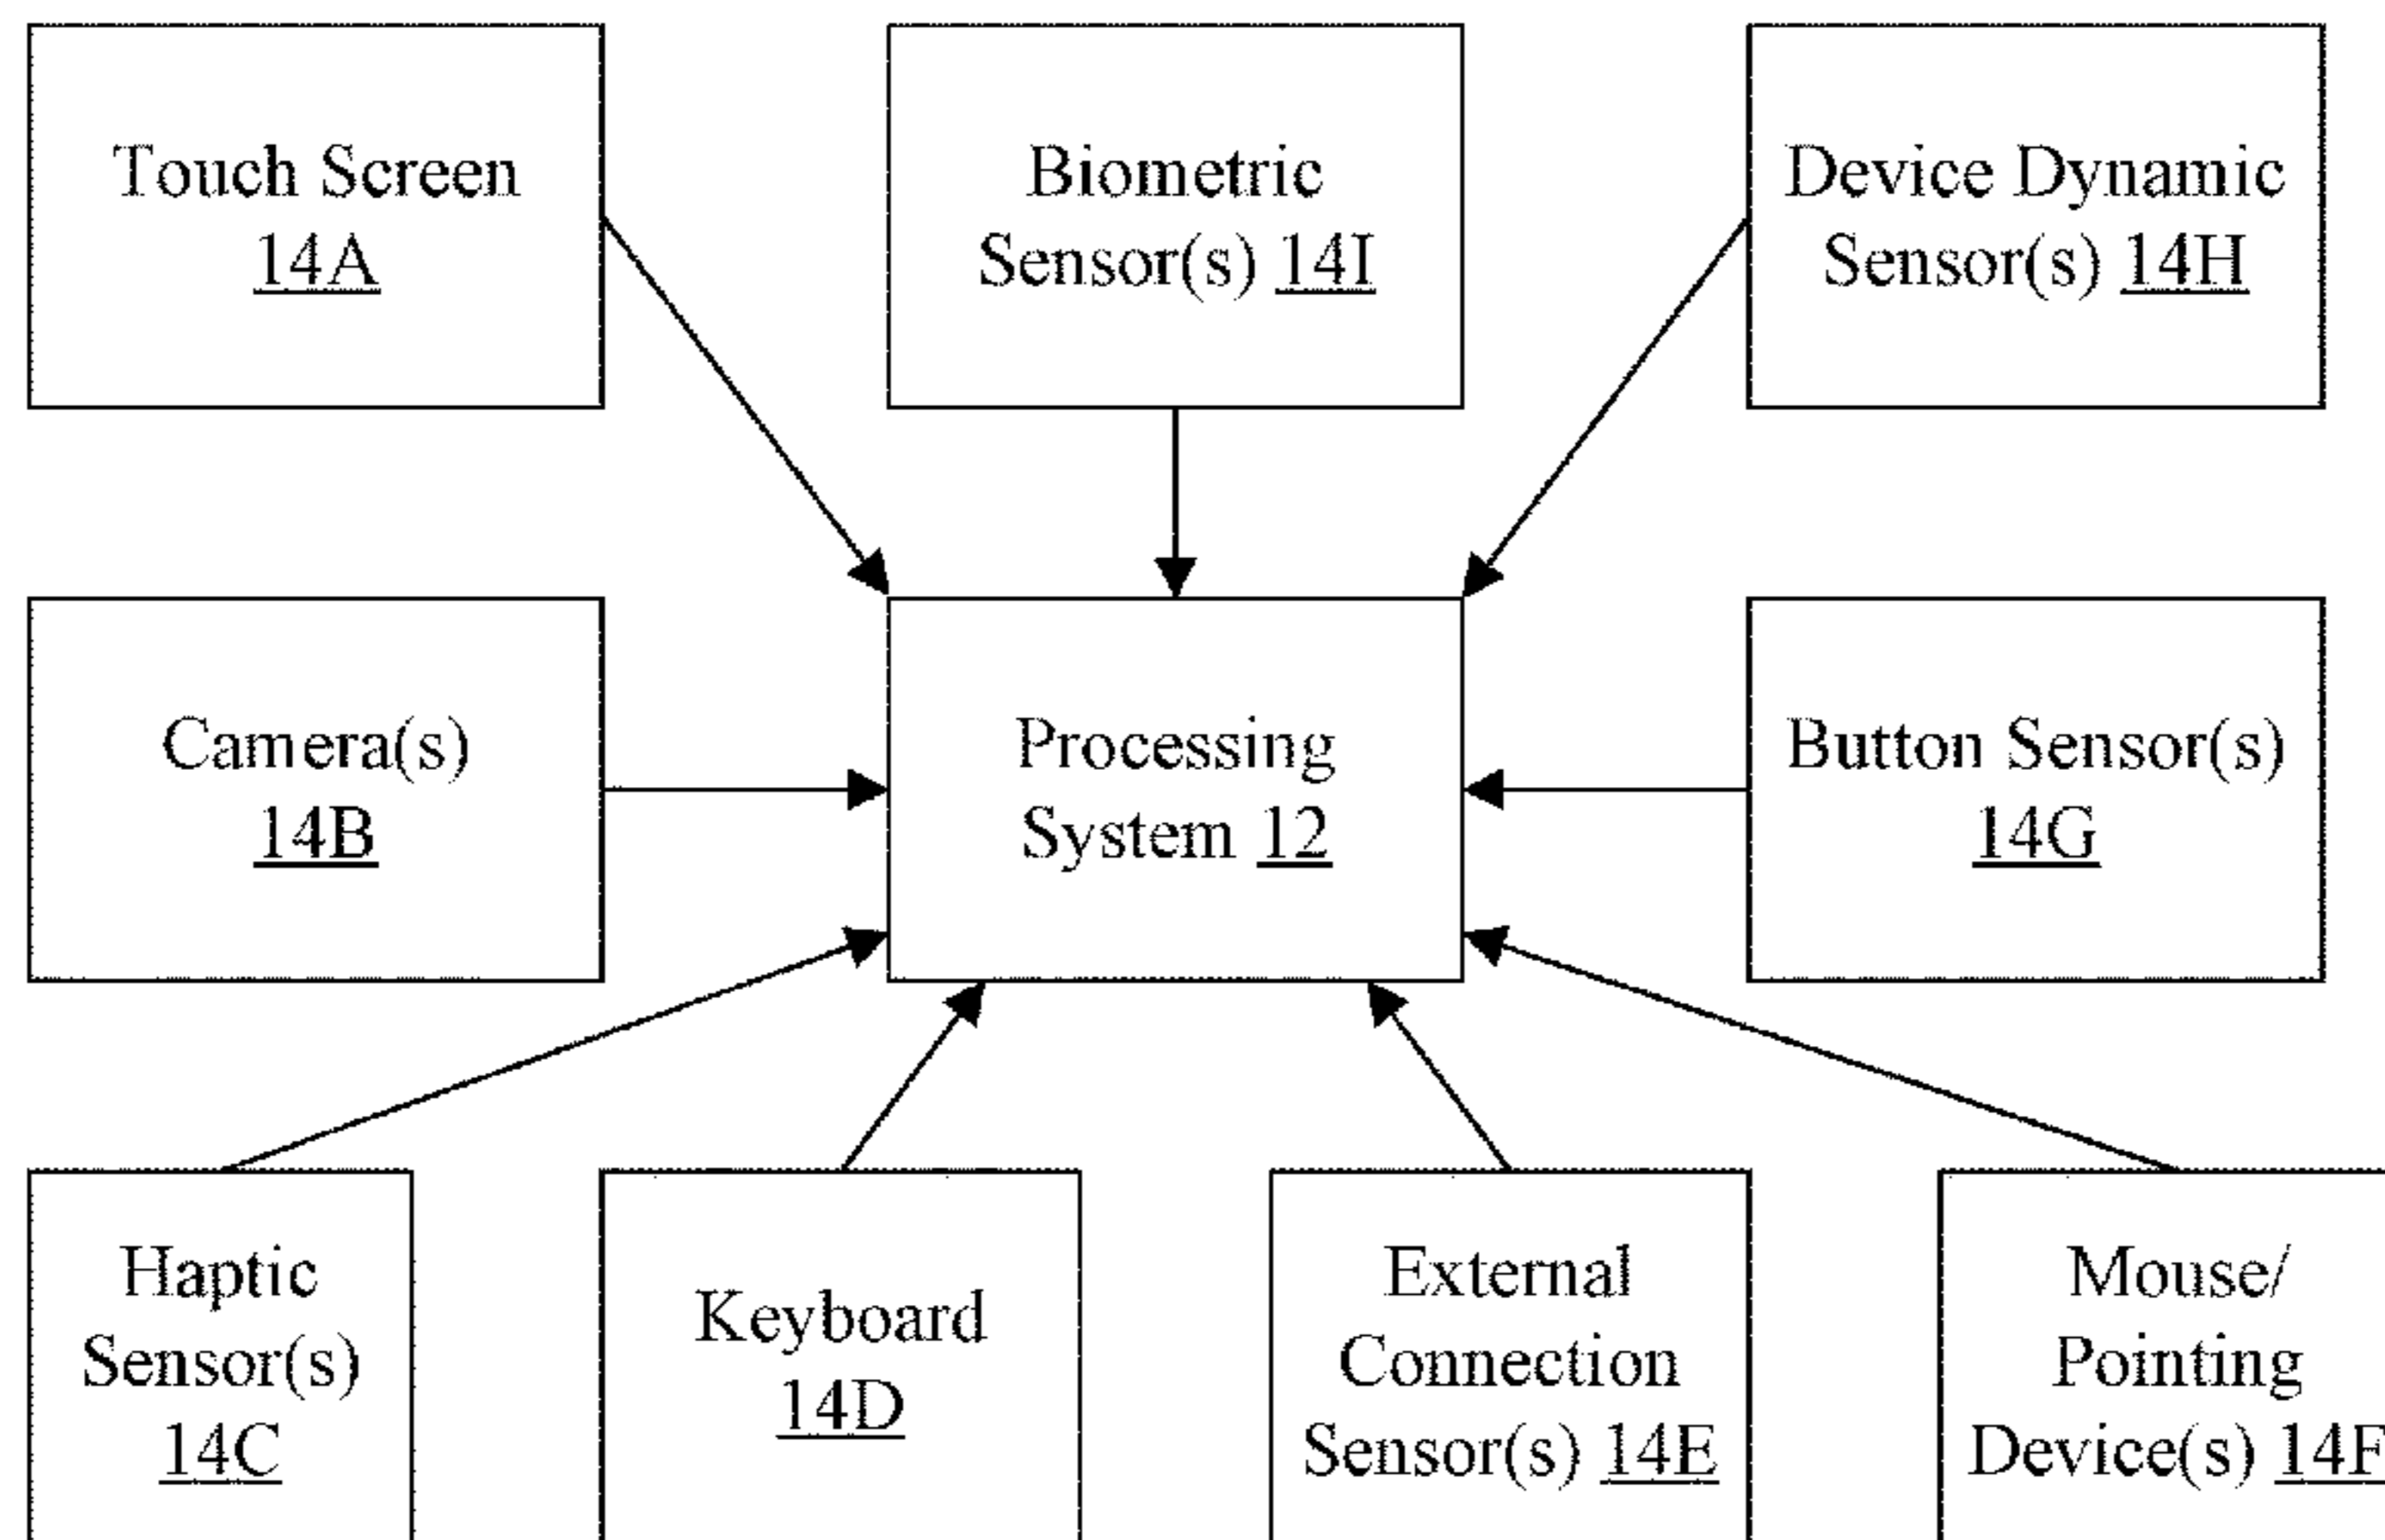 Touch Screen
14A
Biometric
Sensor(s) 14I
Device Dynamic
Sensor(s) 14H
Camera(s)
14B
Processing
System 12
Button Sensor(s)
14G
Haptic
Sensor(s)
14C
Keyboard
14D
External
Connection
Sensor(s) 14E
Mouse/
Pointing
Device(s) 14F